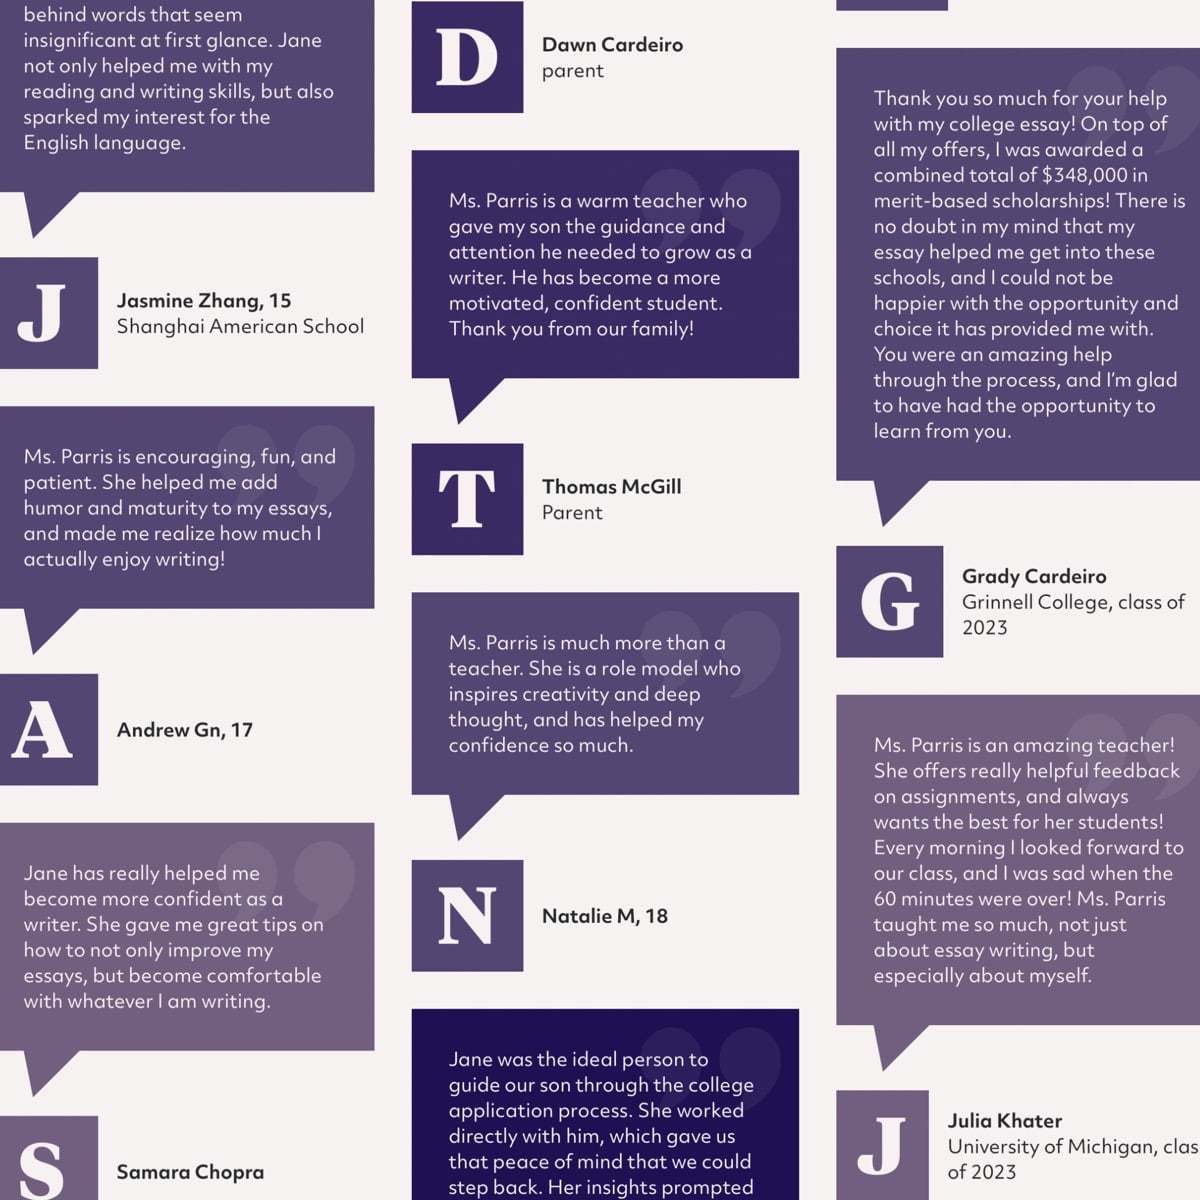 behind words that seem
insignificant at first glance. Jane
not only helped me with my
reading and writing skills, but also
sparked my interest for the
English language.
J
Jasmine Zhang, 15
Shanghai American School
Ms. Parris is encouraging, fun, and
patient. She helped me add
humor and maturity to my essays,
and made me realize how much I
actually enjoy writing!
A
Andrew Gn, 17
Jane has really helped me
become more confident as a
writer. She gave me great tips on
how to not only improve my
essays, but become comfortable
with whatever I am writing.
S
Samara Chopra
D
Dawn Cardeiro
parent
Ms. Parris is a warm teacher who
gave my son the guidance and
attention he needed to grow as a
writer. He has become a more
motivated, confident student.
Thank you from our family!
T
Thomas McGill
Parent
Ms. Parris is much more than a
teacher. She is a role model who
inspires creativity and deep
thought, and has helped my
confidence so much.
N
Natalie M, 18
Jane was the ideal person to
guide our son through the college
application process. She worked
directly with him, which gave us
that peace of mind that we could
step back. Her insights prompted
Thank you so much for your help
with my college essay! On top of
all my offers, I was awarded a
combined total of $348,000 in
merit-based scholarships! There is
no doubt in my mind that my
essay helped me get into these
schools, and I could not be
happier with the opportunity and
choice it has provided me with.
You were an amazing help
through the process, and I'm glad
to have had the opportunity to
learn from you.
G
Grady Cardeiro
Grinnell College, class of
2023
Ms. Parris is an amazing teacher!
She offers really helpful feedback
on assignments, and always
wants the best for her students!
Every morning I looked forward to
our class, and I was sad when the
60 minutes were over! Ms. Parris
taught me so much, not just
about essay writing, but
especially about myself.
J
Julia Khater
University of Michigan, clas
of 2023